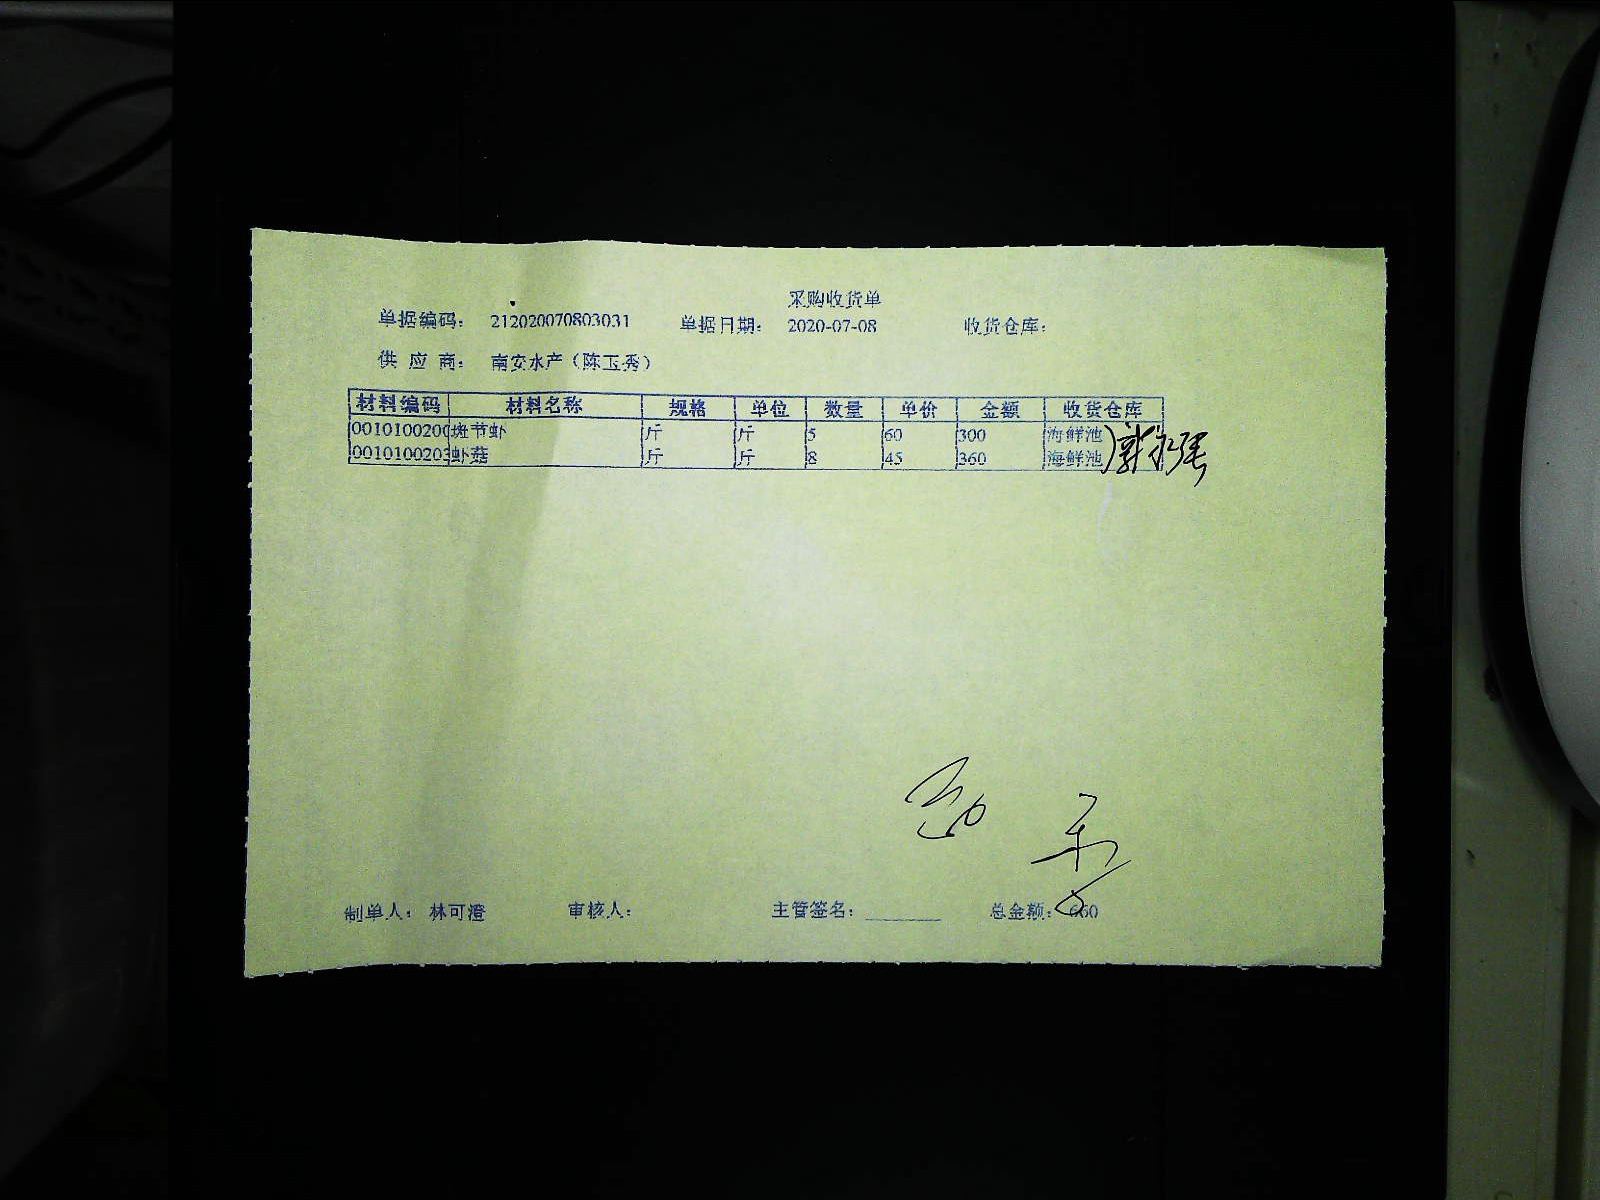 采购收货单
单据编码： 212020070803031 单据日期： 2020-07-08 收货仓库：
供 应 商： 南安水产（陈玉秀）
材料编码 材料名称 规格 单位 数量 单价 金额 收货仓库
0010100200 斑节虾 斤 斤 5 60 300 海鲜池
0010100203 虾菇 斤 斤 8 45 360 海鲜池
制单人： 林可澄 审核人： 主管签名： 总金额： 660